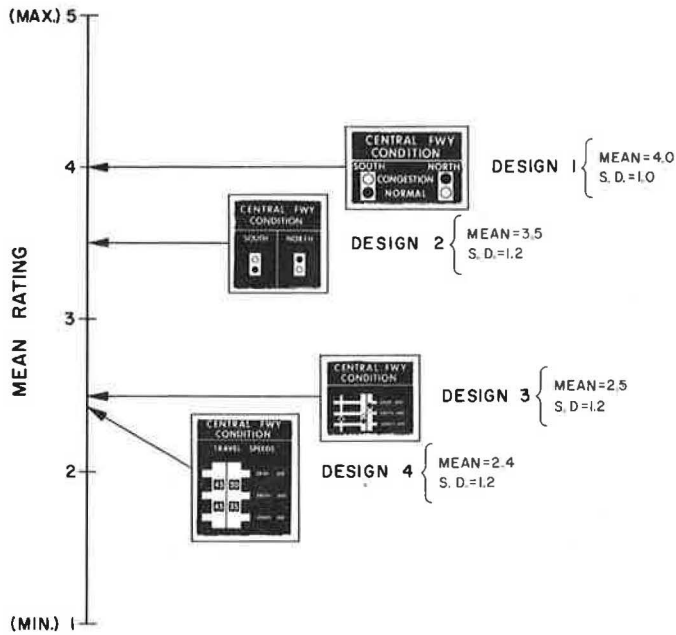 (MAX.) 5
4
3
2
(MIN.) 1
MEAN RATING
CENTRAL FWY
CONDITION
SOUTH NORTH
CONGESTION
NORMAL
DESIGN 1
MEAN=4.0
S. D.=1.0
CENTRAL FWY
CONDITION
SOUTH NORTH
DESIGN 2
MEAN=3.5
S. D.=1.2
CENTRAL FWY
CONDITION
DESIGN 3
MEAN=2.5
S. D=1.2
CENTRAL FWY
CONDITION
TRAVEL SPEEDS
45
45 35
DESIGN 4
MEAN=2.4
S. D.=1.2